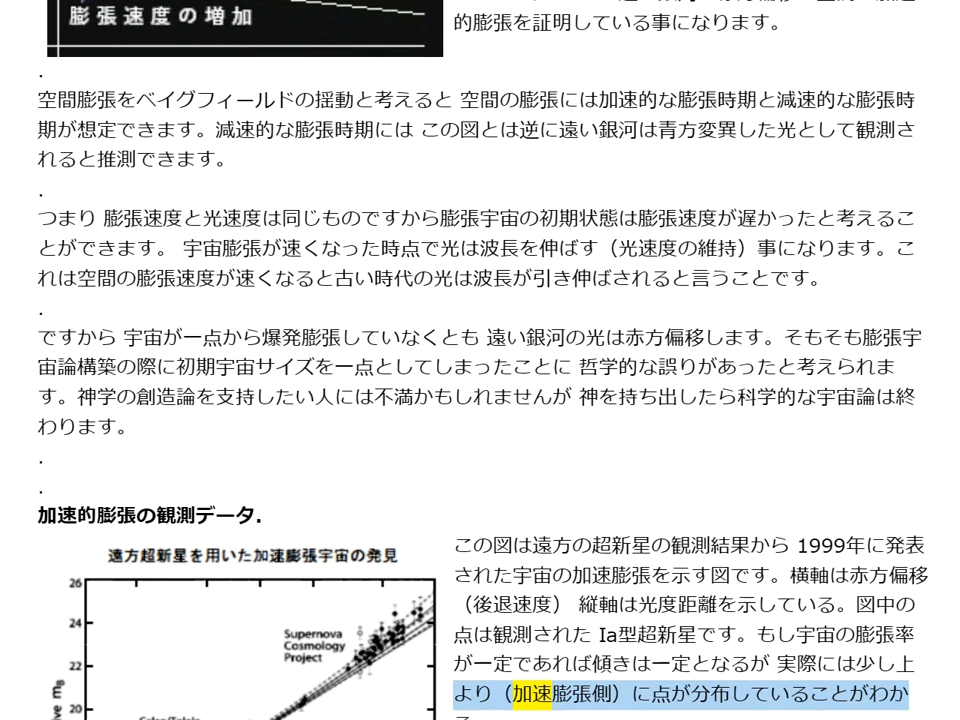 膨張速度の増加
的膨張を証明している事になります。
.
空間膨張をベイグフィールドの揺動と考えると 空間の膨張には加速的な膨張時期と減速的な膨張時
期が想定できます。減速的な膨張時期には この図とは逆に遠い銀河は青方変異した光として観測さ
れると推測できます。
.
つまり 膨張速度と光速度は同じものですから膨張宇宙の初期状態は膨張速度が遅かったと考えるこ
とができます。 宇宙膨張が速くなった時点で光は波長を伸ばす（光速度の維持）事になります。こ
れは空間の膨張速度が速くなると古い時代の光は波長が引き伸ばされると言うことです。
.
ですから 宇宙が一点から爆発膨張していなくとも 遠い銀河の光は赤方偏移します。そもそも膨張宇
宙論構築の際に初期宇宙サイズを一点としてしまったことに 哲学的な誤りがあったと考えられま
す。神学の創造論を支持したい人には不満かもしれませんが 神を持ち出したら科学的な宇宙論は終
わります。
.
.
加速的膨張の観測データ.
遠方超新星を用いた加速膨張宇宙の発見
26
24
22
20
Supernova
Cosmology
Project
mB
この図は遠方の超新星の観測結果から 1999年に発表
された宇宙の加速膨張を示す図です。横軸は赤方偏移
（後退速度） 縦軸は光度距離を示している。図中の
点は観測された Ia型超新星です。もし宇宙の膨張率
が一定であれば傾きは一定となるが 実際には少し上
より（加速膨張側）に点が分布していることがわか